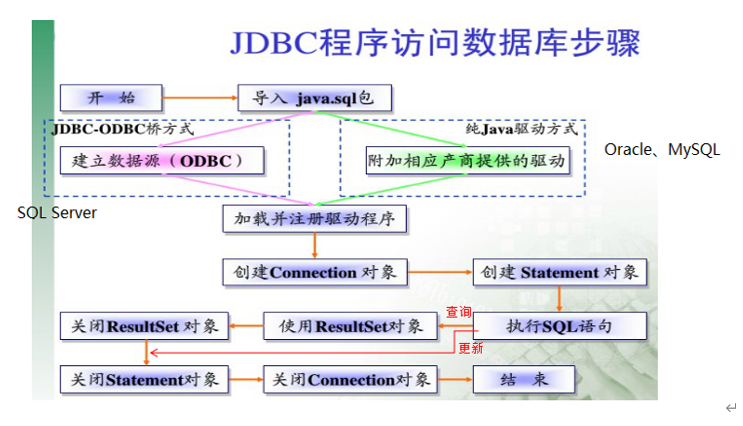 JDBC程序访问数据库步骤
开 始
导入 java.sql包
JDBC-ODBC桥方式
纯Java驱动方式
建立数据源（ODBC）
附加相应产商提供的驱动
Oracle、MySQL
SQL Server
加载并注册驱动程序
创建Connection 对象
创建 Statement 对象
查询
关闭ResultSet 对象
使用ResultSet对象
执行SQL语句
更新
关闭Statement对象
关闭Connection对象
结 束